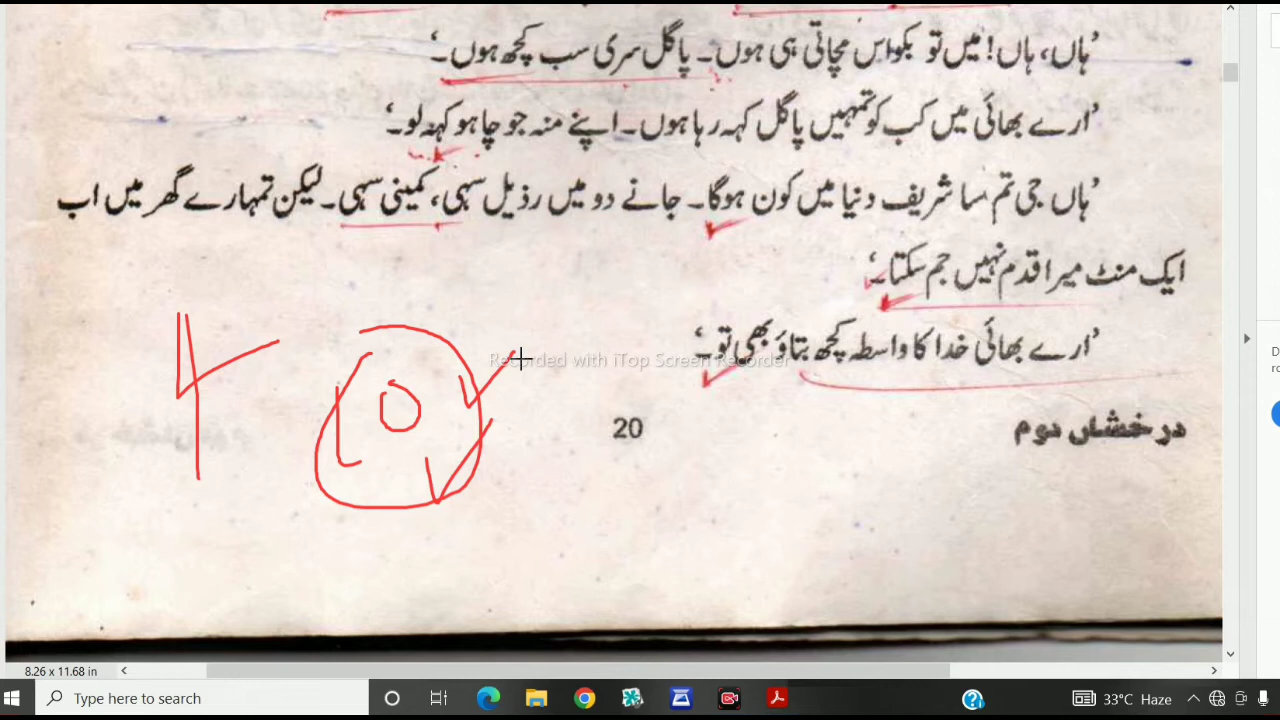 ’ہاں، ہاں! میں تو بکواس مچاتی ہی ہوں۔ پاگل سری سب کچھ ہوں۔‘
’ارے بھائی میں کب کو تمہیں پاگل کہہ رہا ہوں۔ اپنے منہ جو چاہو کہہ لو۔‘
’ہاں جی تم سا شریف دنیا میں کون ہوگا۔ جانے دو میں رذیل سہی، کمینی سہی۔ لیکن تمہارے گھر میں اب
ایک منٹ میرا قدم نہیں جم سکتا۔‘
’ارے بھائی خدا کا واسطہ کچھ بتاؤ بھی تو۔‘
Recorded with iTop Screen Recorder
درخشاں دوم
20
8.26 x 11.68 in
Type here to search
33°C Haze